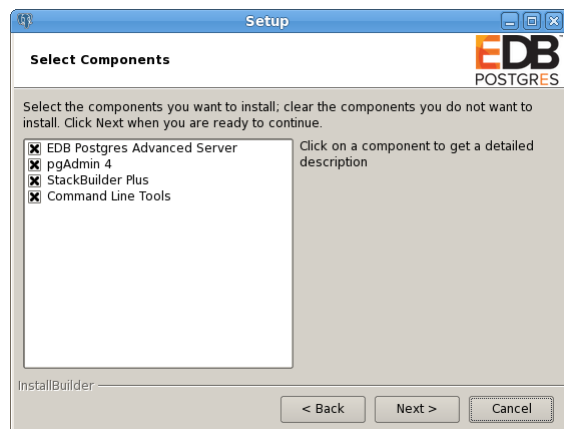 Setup
Select Components
EDB
POSTGRES
Select the components you want to install; clear the components you do not want to
install. Click Next when you are ready to continue.
EDB Postgres Advanced Server
pgAdmin 4
StackBuilder Plus
Command Line Tools
Click on a component to get a detailed
description
InstallBuilder
< Back
Next >
Cancel